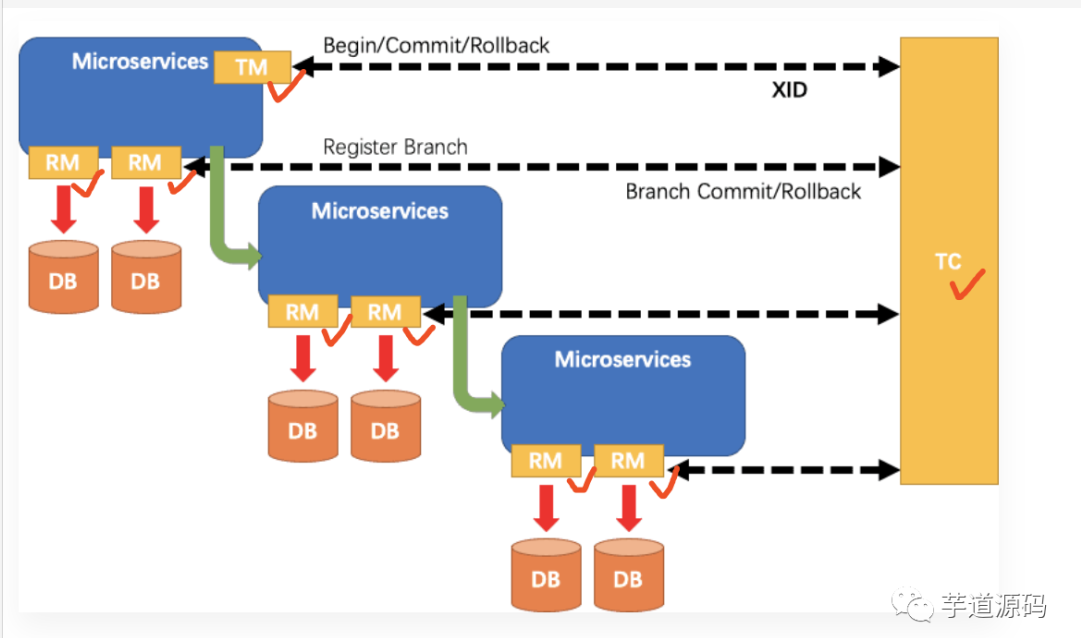 Begin/Commit/Rollback
Microservices
TM
XID
Register Branch
RM
RM
Branch Commit/Rollback
Microservices
DB
DB
TC
RM
RM
Microservices
DB
DB
RM
RM
DB
DB
芋道源码